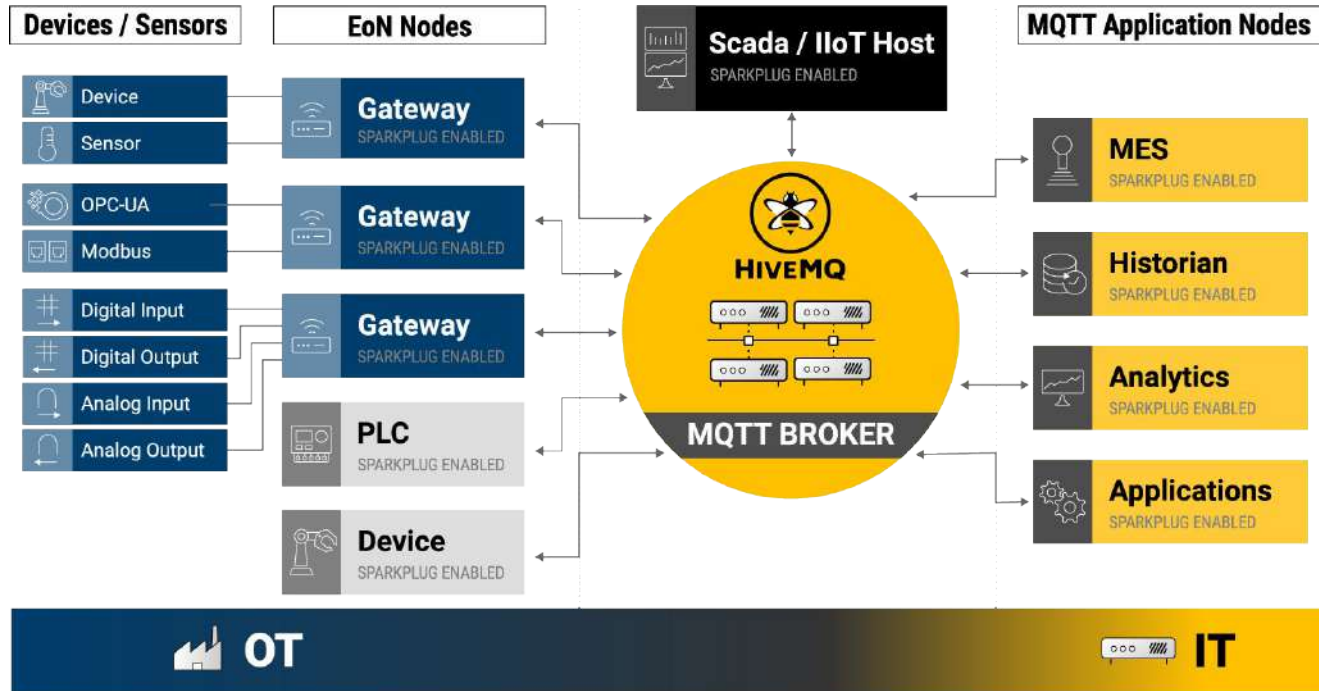 Devices / Sensors
EoN Nodes
Scada / IIoT Host
SPARKPLUG ENABLED
MQTT Application Nodes
Device
Sensor
OPC-UA
Modbus
Digital Input
Digital Output
Analog Input
Analog Output
Gateway
SPARKPLUG ENABLED
Gateway
SPARKPLUG ENABLED
Gateway
SPARKPLUG ENABLED
PLC
SPARKPLUG ENABLED
Device
SPARKPLUG ENABLED
HIVEMQ
MQTT BROKER
MES
SPARKPLUG ENABLED
Historian
SPARKPLUG ENABLED
Analytics
SPARKPLUG ENABLED
Applications
SPARKPLUG ENABLED
OT
IT